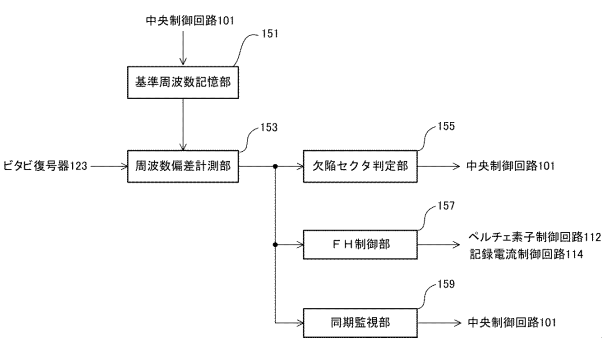 中央制御回路101
151
基準周波数記憶部
153
155
ビタビ復号器123
周波数偏差計測部
欠陥セクタ判定部
中央制御回路101
157
FH制御部
ペルチェ素子制御回路112
記録電流制御回路114
159
同期監視部
中央制御回路101